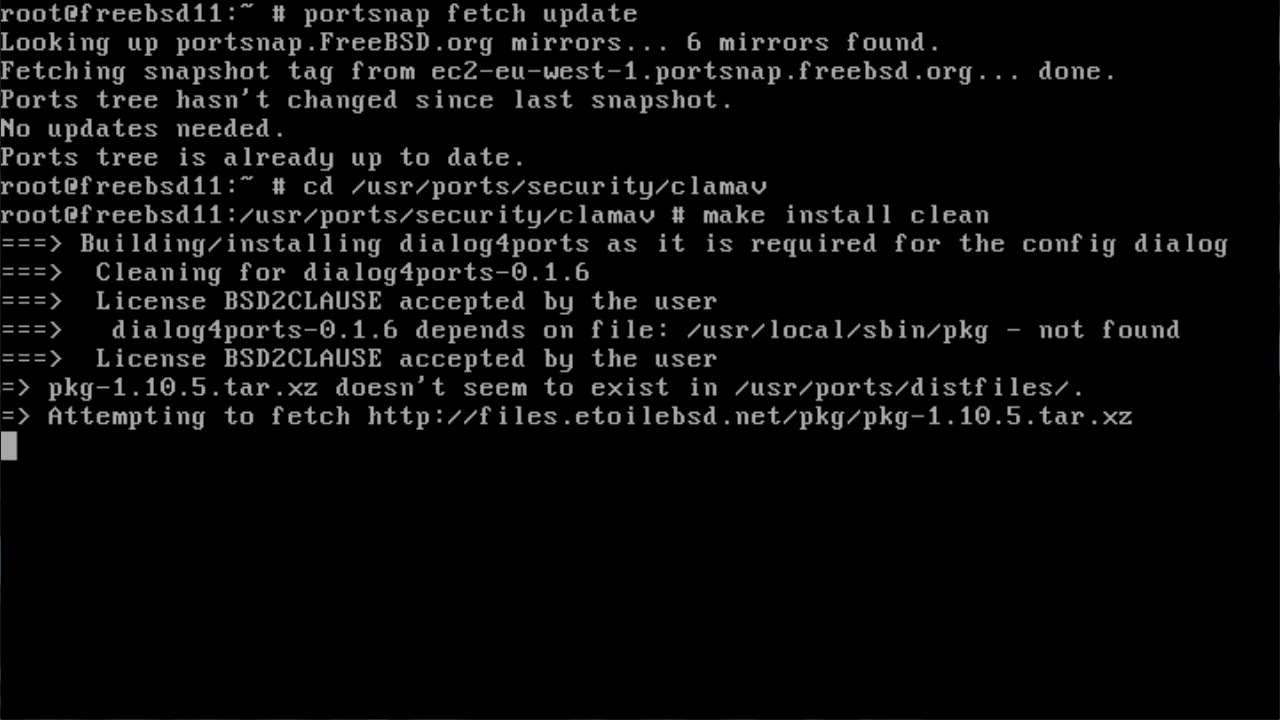 root@freebsd11:~ # portsnap fetch update
Looking up portsnap.FreeBSD.org mirrors... 6 mirrors found.
Fetching snapshot tag from ec2-eu-west-1.portsnap.freebsd.org... done.
Ports tree hasn't changed since last snapshot.
No updates needed.
Ports tree is already up to date.
root@freebsd11:~ # cd /usr/ports/security/clamav
root@freebsd11:/usr/ports/security/clamav # make install clean
===> Building/installing dialog4ports as it is required for the config dialog
===>  Cleaning for dialog4ports-0.1.6
===>  License BSD2CLAUSE accepted by the user
===>   dialog4ports-0.1.6 depends on file: /usr/local/sbin/pkg - not found
===>  License BSD2CLAUSE accepted by the user
=> pkg-1.10.5.tar.xz doesn't seem to exist in /usr/ports/distfiles/.
=> Attempting to fetch http://files.etoilebsd.net/pkg/pkg-1.10.5.tar.xz